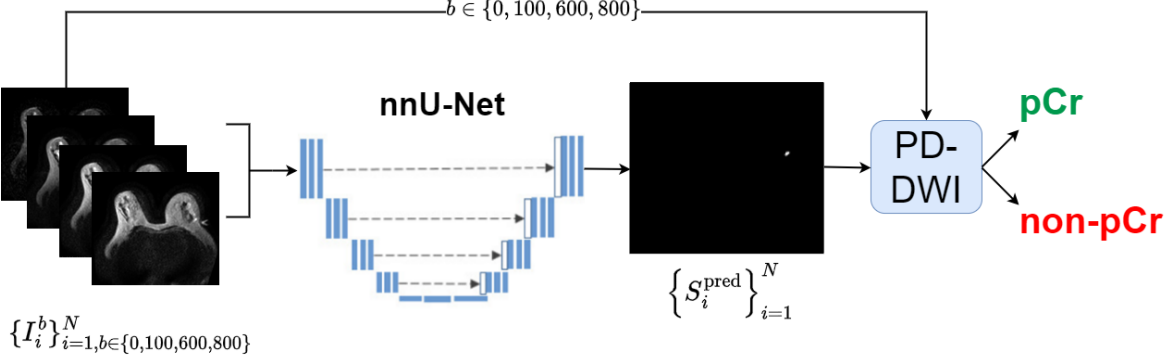 b ∈ {0, 100, 600, 800}
nnU-Net
pCr
PD-
DWI
non-pCr
{S_i^pred}_{i=1}^N
{I_i^b}_{i=1,b∈{0,100,600,800}}^N